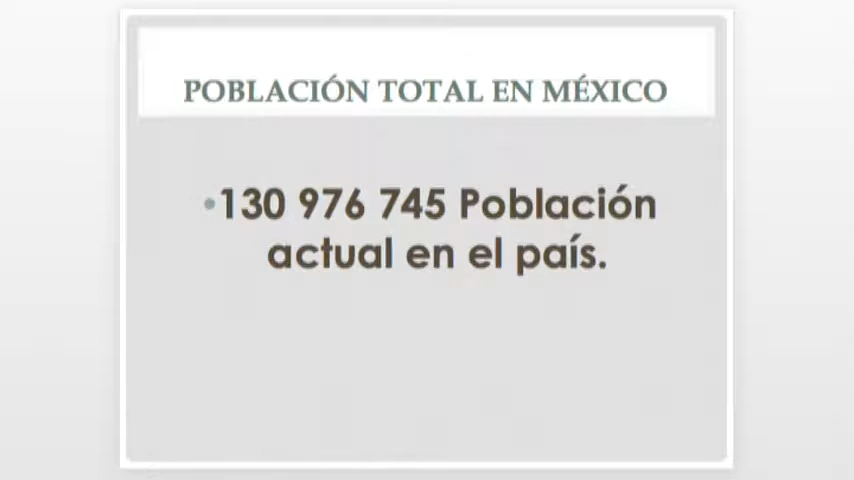 POBLACIÓN TOTAL EN MÉXICO
•130 976 745 Población
actual en el país.